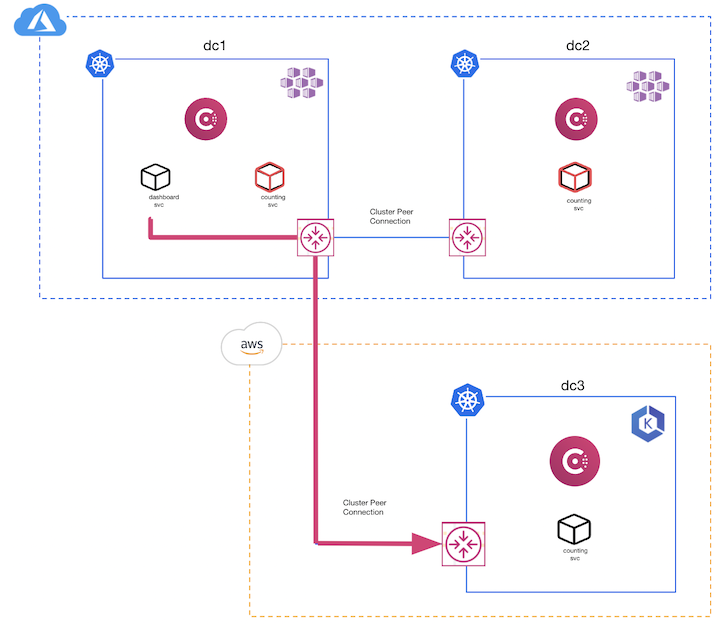 dc1
dc2
dashboard
svc
counting
svc
counting
svc
Cluster Peer
Connection
aws
dc3
K
Cluster Peer
Connection
counting
svc